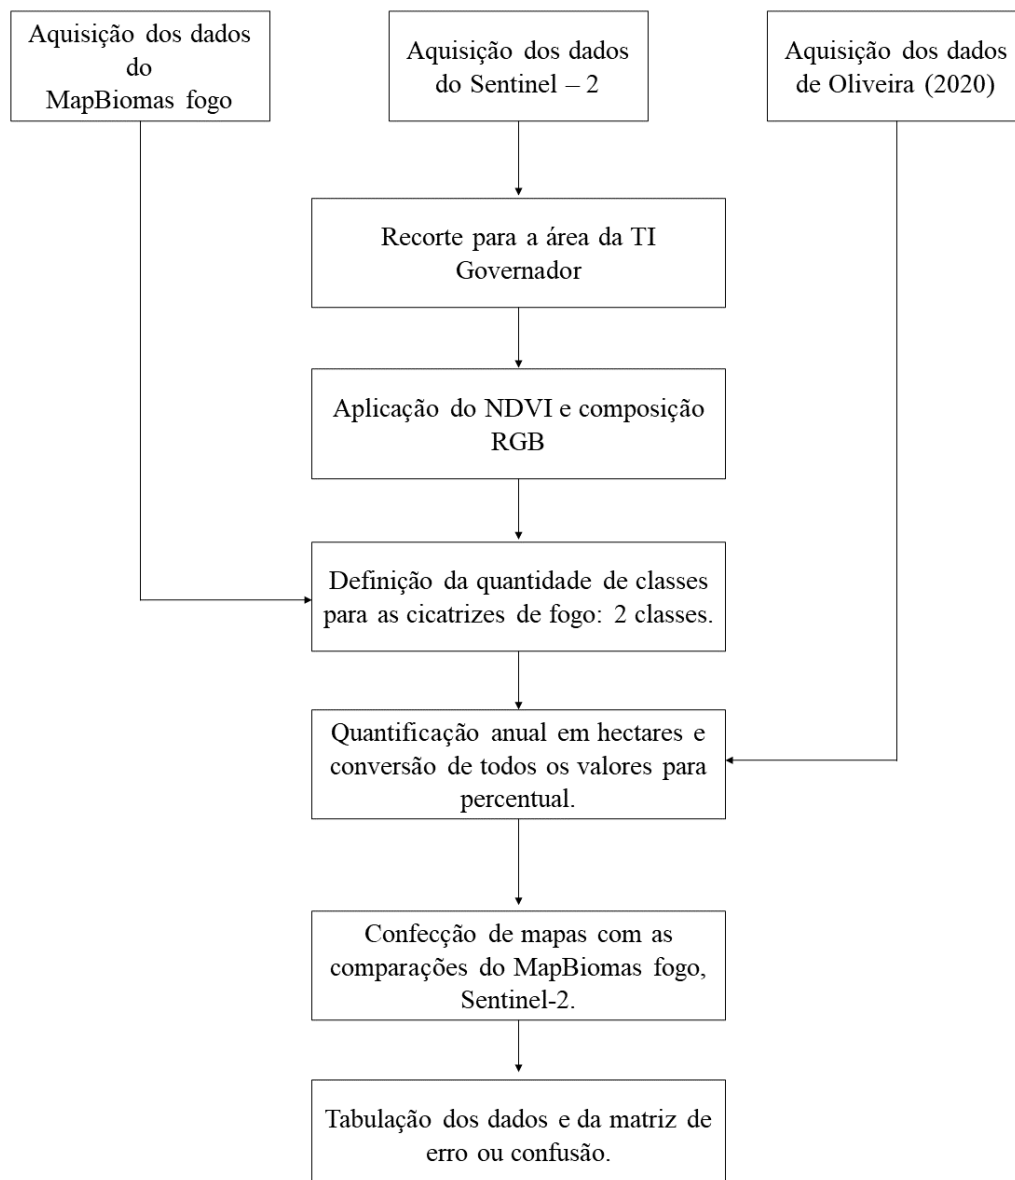 Aquisição dos dados
do
MapBiomas fogo
Aquisição dos dados
do Sentinel – 2
Aquisição dos dados
de Oliveira (2020)
Recorte para a área da TI
Governador
Aplicação do NDVI e composição
RGB
Definição da quantidade de classes
para as cicatrizes de fogo: 2 classes.
Quantificação anual em hectares e
conversão de todos os valores para
percentual.
Confecção de mapas com as
comparações do MapBiomas fogo,
Sentinel-2.
Tabulação dos dados e da matriz de
erro ou confusão.